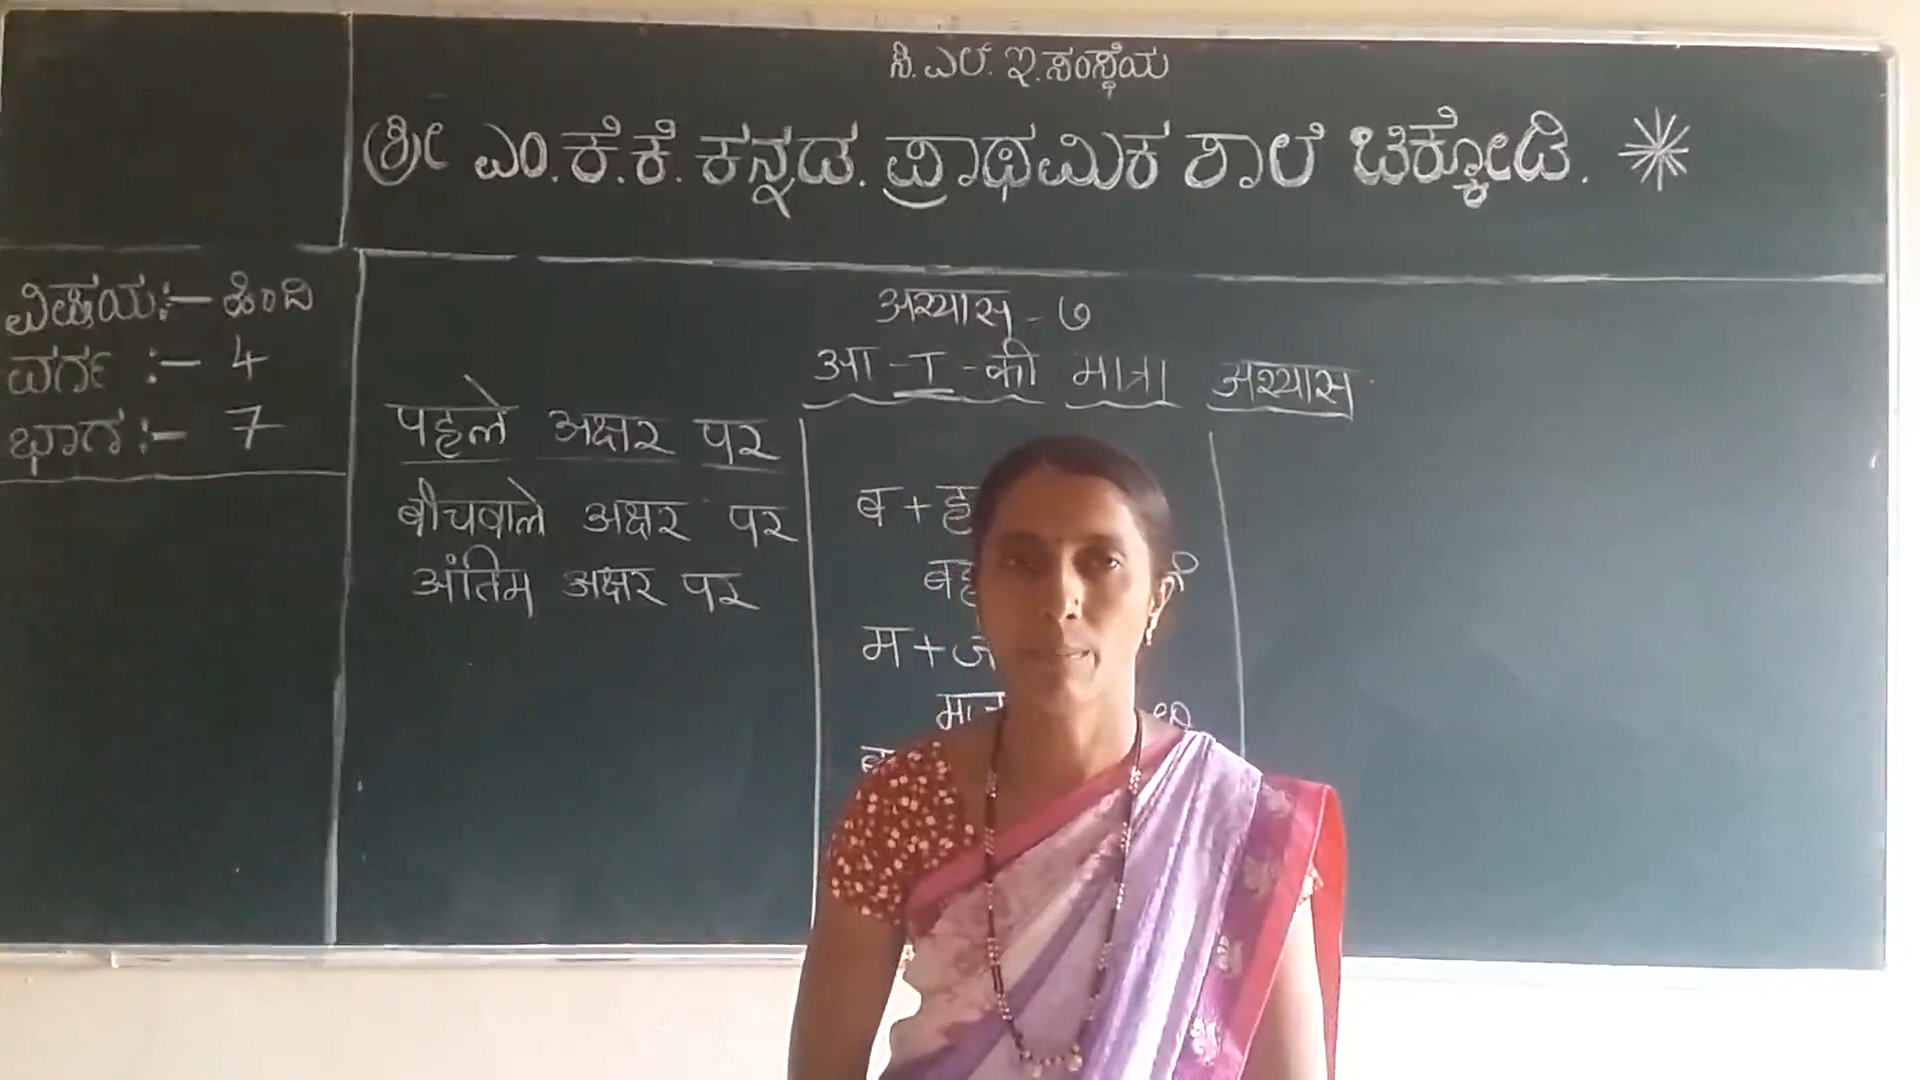 ಸಿ. ಎಲ್. ಇ. ಸಂಸ್ಥೆಯ
ಶ್ರೀ ಎಂ. ಕೆ. ಕೆ. ಕನ್ನಡ. ಪ್ರಾಥಮಿಕ ಶಾಲೆ ಚಿಕ್ಕೋಡಿ.
ವಿಷಯ :- ಹಿಂದಿ
ವರ್ಗ :- 4
ಭಾಗ :- 7
अभ्यास - ७
आ - ा - की मात्रा अभ्यास
पहले अक्षर पर
बीचवाले अक्षर पर
अंतिम अक्षर पर
ब + ह
बह
म + ज